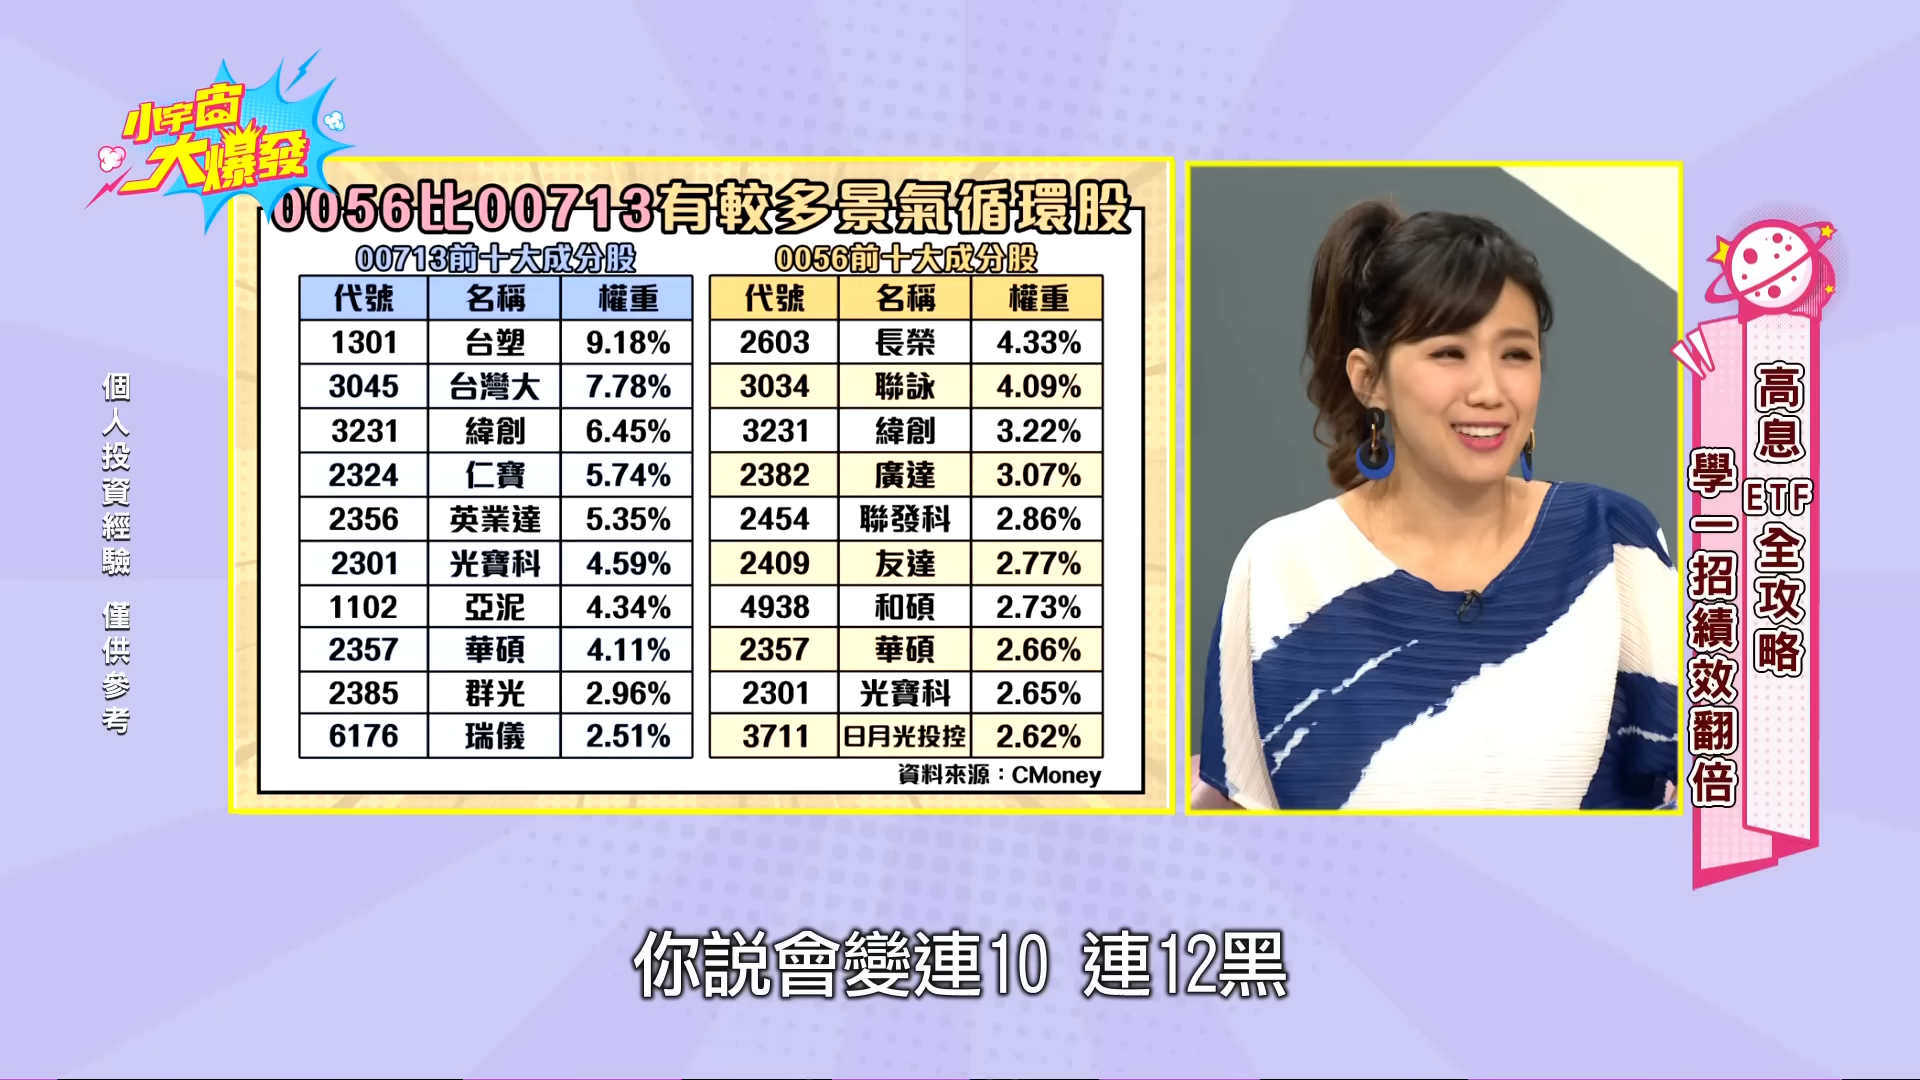 小宇宙
大爆發
0056比00713有較多景氣循環股
00713前十大成分股
代號 名稱 權重
1301 台塑 9.18%
3045 台灣大 7.78%
3231 緯創 6.45%
2324 仁寶 5.74%
2356 英業達 5.35%
2301 光寶科 4.59%
1102 亞泥 4.34%
2357 華碩 4.11%
2385 群光 2.96%
6176 瑞儀 2.51%
0056前十大成分股
代號 名稱 權重
2603 長榮 4.33%
3034 聯詠 4.09%
3231 緯創 3.22%
2382 廣達 3.07%
2454 聯發科 2.86%
2409 友達 2.77%
4938 和碩 2.73%
2357 華碩 2.66%
2301 光寶科 2.65%
3711 日月光投控 2.62%
資料來源：CMoney
個人投資經驗 僅供參考
高息ETF全攻略
學一招績效翻倍
你説會變連10 連12黑